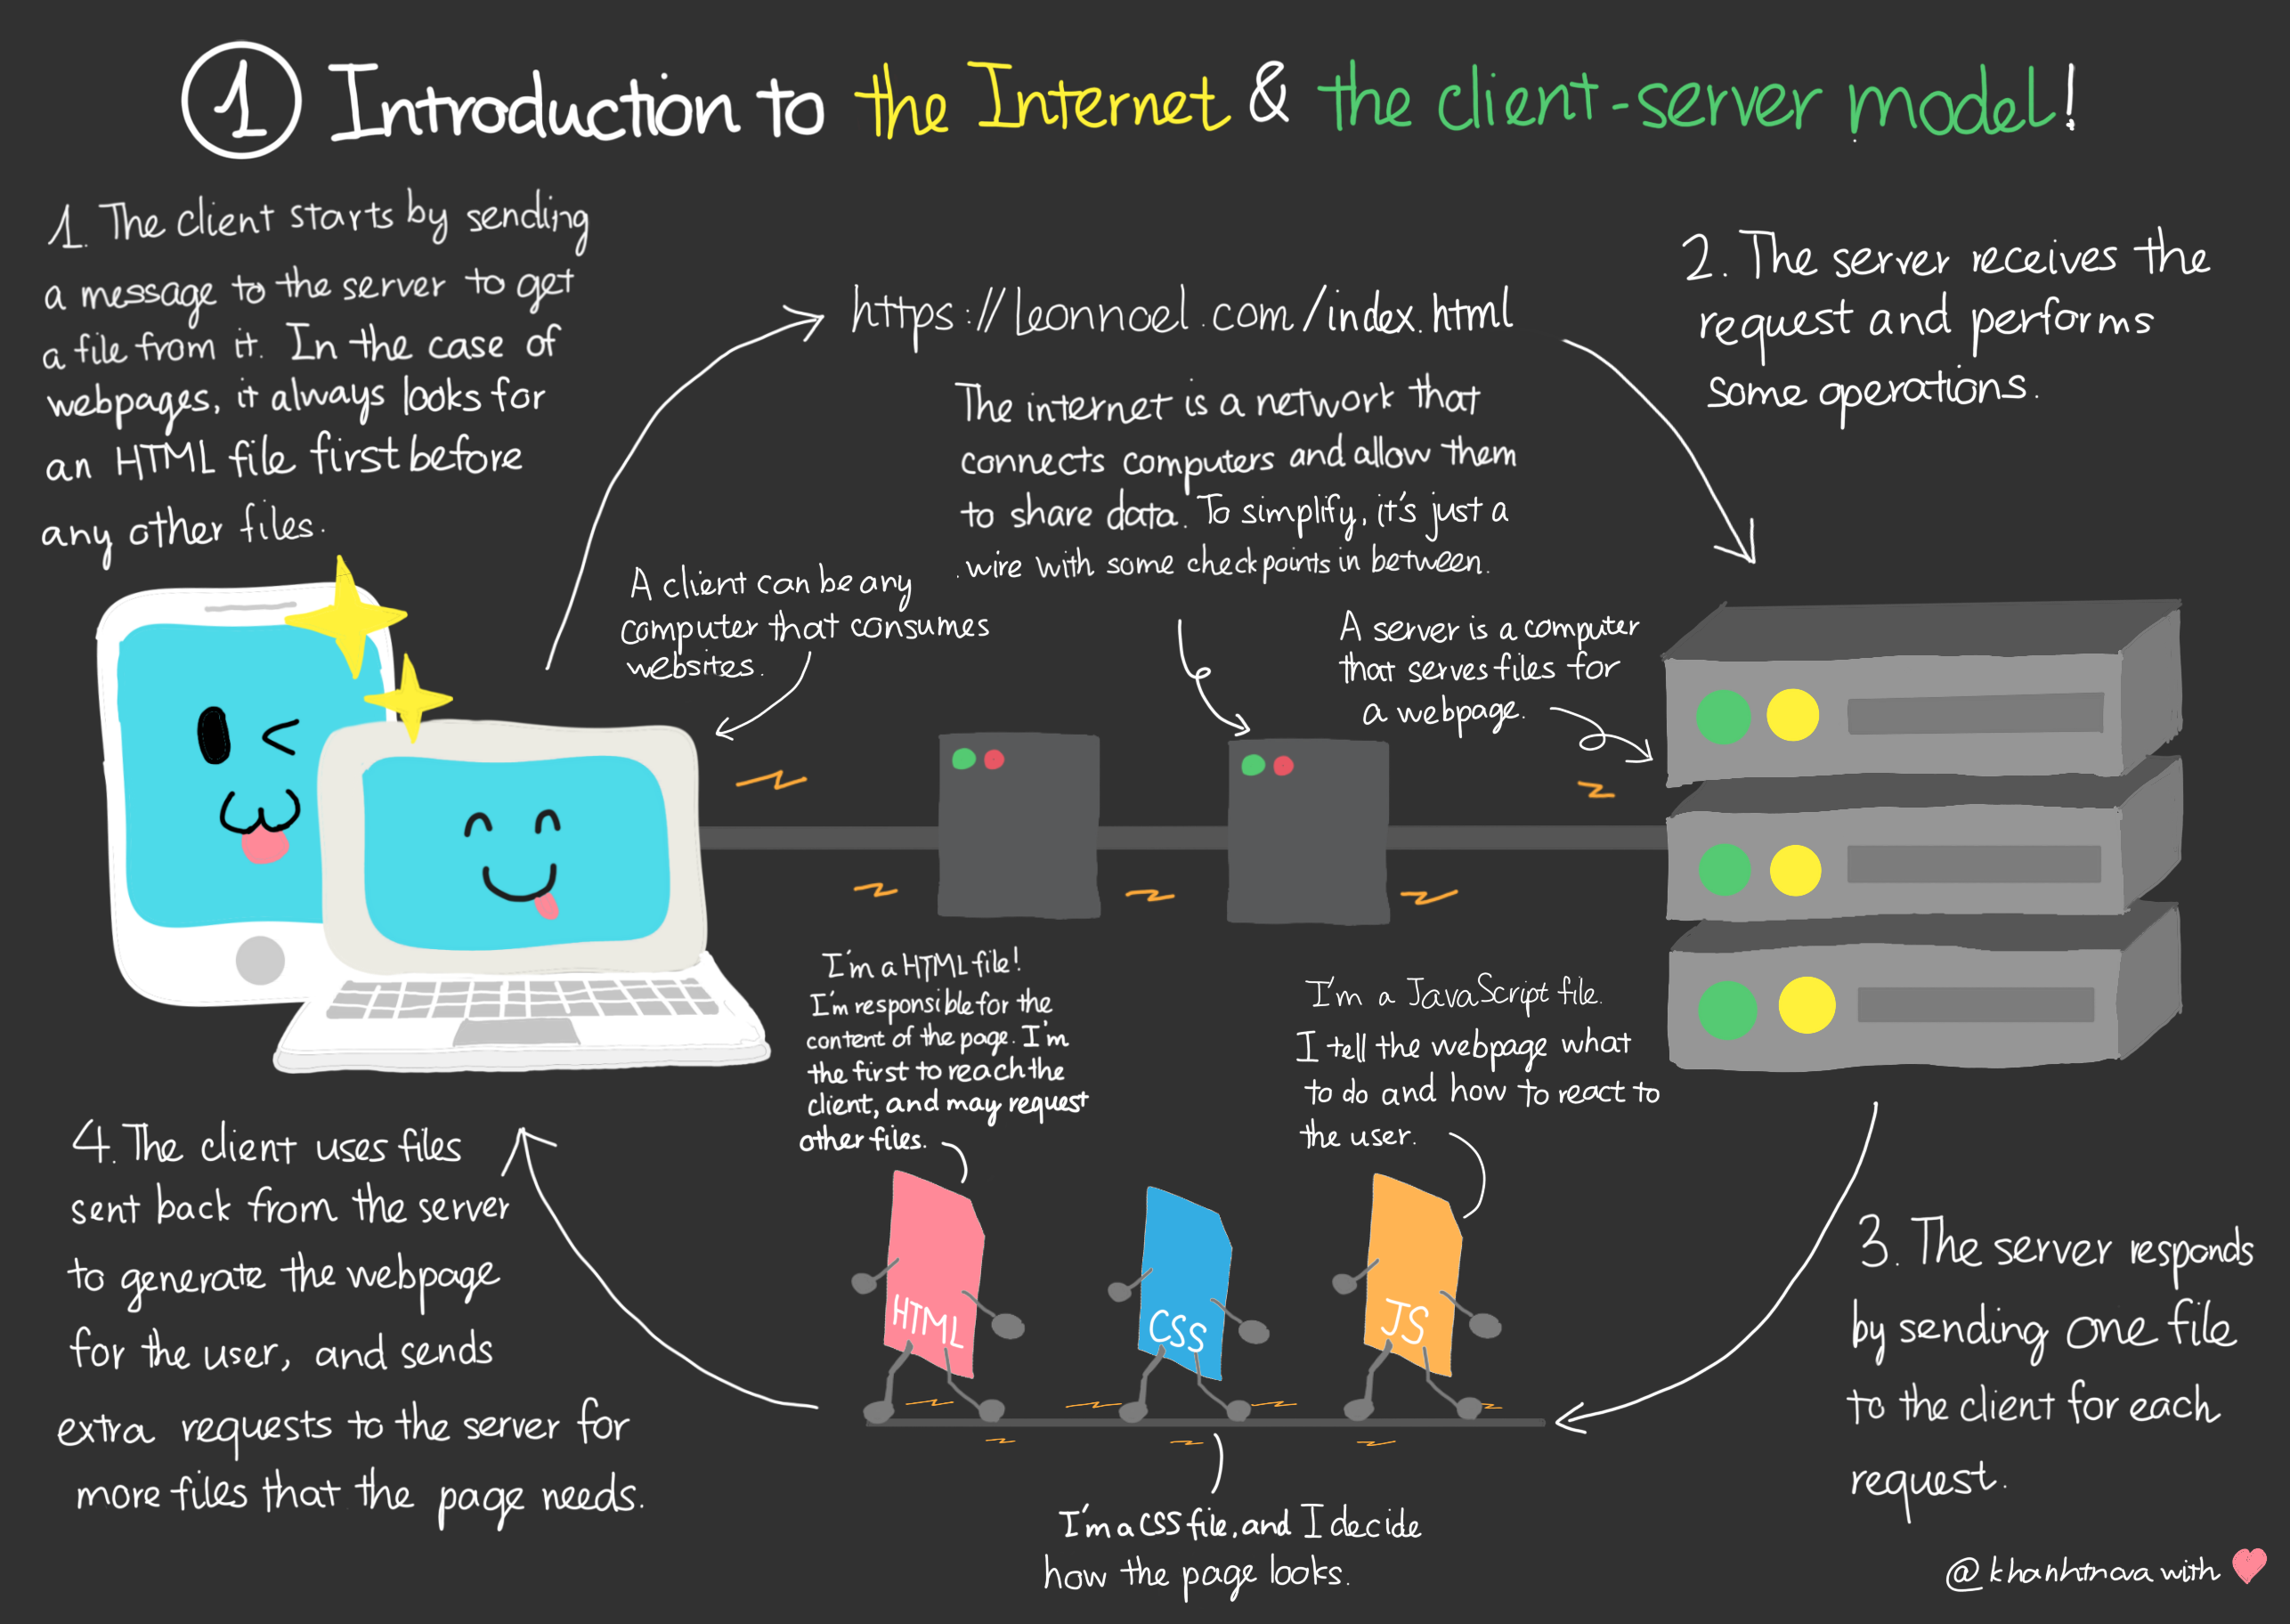 1 Introduction to the Internet & the client-server model!
1. The client starts by sending
a message to the server to get
a file from it. In the case of
webpages, it always looks for
an HTML file first before
any other files.
https://leonnoel.com/index.html
The internet is a network that
connects computers and allow them
to share data. To simplify, it's just a
wire with some checkpoints in between.
2. The server receives the
request and performs
some operations.
A client can be any
computer that consumes
websites.
A server is a computer
that serves files for
a webpage.
I'm a HTML file!
I'm responsible for the
content of the page. I'm
the first to reach the
client, and may request
other files.
I'm a JavaScript file.
I tell the webpage what
to do and how to react to
the user.
HTML
CSS
JS
I'm a CSS file, and I decide
how the page looks.
3. The server responds
by sending one file
to the client for each
request.
4. The client uses files
sent back from the server
to generate the webpage
for the user, and sends
extra requests to the server for
more files that the page needs.
with